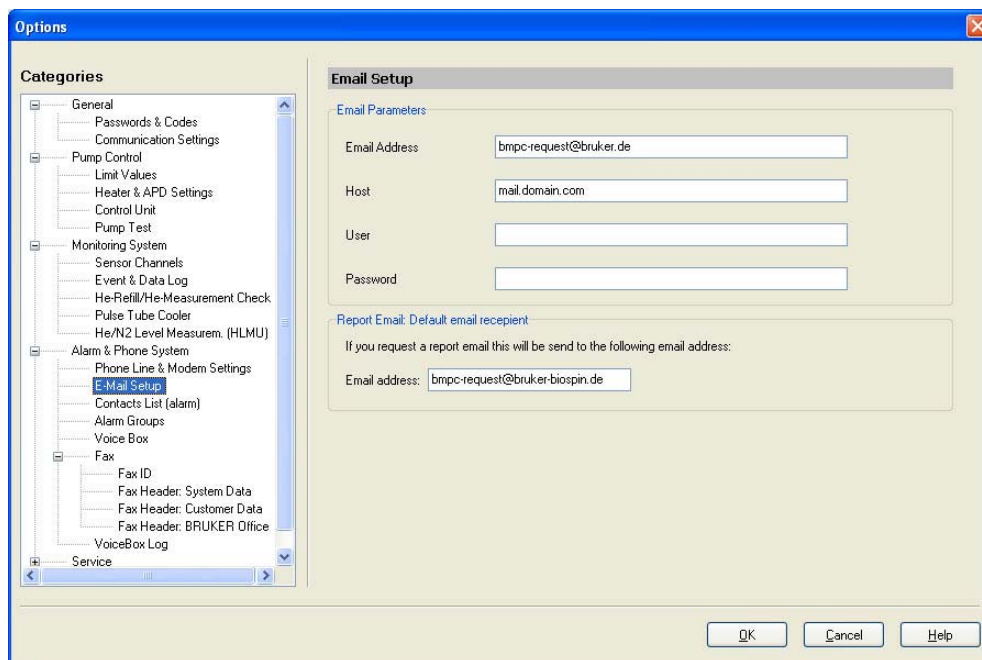 Options
Categories
General
Passwords & Codes
Communication Settings
Pump Control
Limit Values
Heater & APD Settings
Control Unit
Pump Test
Monitoring System
Sensor Channels
Event & Data Log
He-Refill/He-Measurement Check
Pulse Tube Cooler
He/N2 Level Measurem. (HLMU)
Alarm & Phone System
Phone Line & Modem Settings
E-Mail Setup
Contacts List (alarm)
Alarm Groups
Voice Box
Fax
Fax ID
Fax Header: System Data
Fax Header: Customer Data
Fax Header: BRUKER Office
VoiceBox Log
Service
Email Setup
Email Parameters
Email Address bmpc-request@bruker.de
Host mail.domain.com
User
Password
Report Email: Default email recepient
If you request a report email this will be send to the following email address:
Email address: bmpc-request@bruker-biospin.de
OK Cancel Help